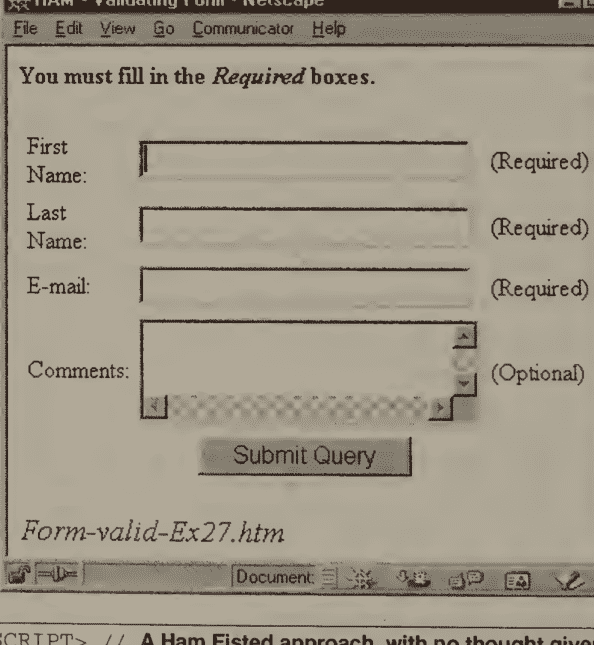 HAM - Validating Form - Netscape
File Edit View Go Communicator Help
You must fill in the Required boxes.
First
Name:
(Required)
Last
Name:
(Required)
E-mail:
(Required)
Comments:
(Optional)
Submit Query
Form-valid-Ex27.htm
Document:
SCRIPT> // A Ham Fisted approach, with no thought give